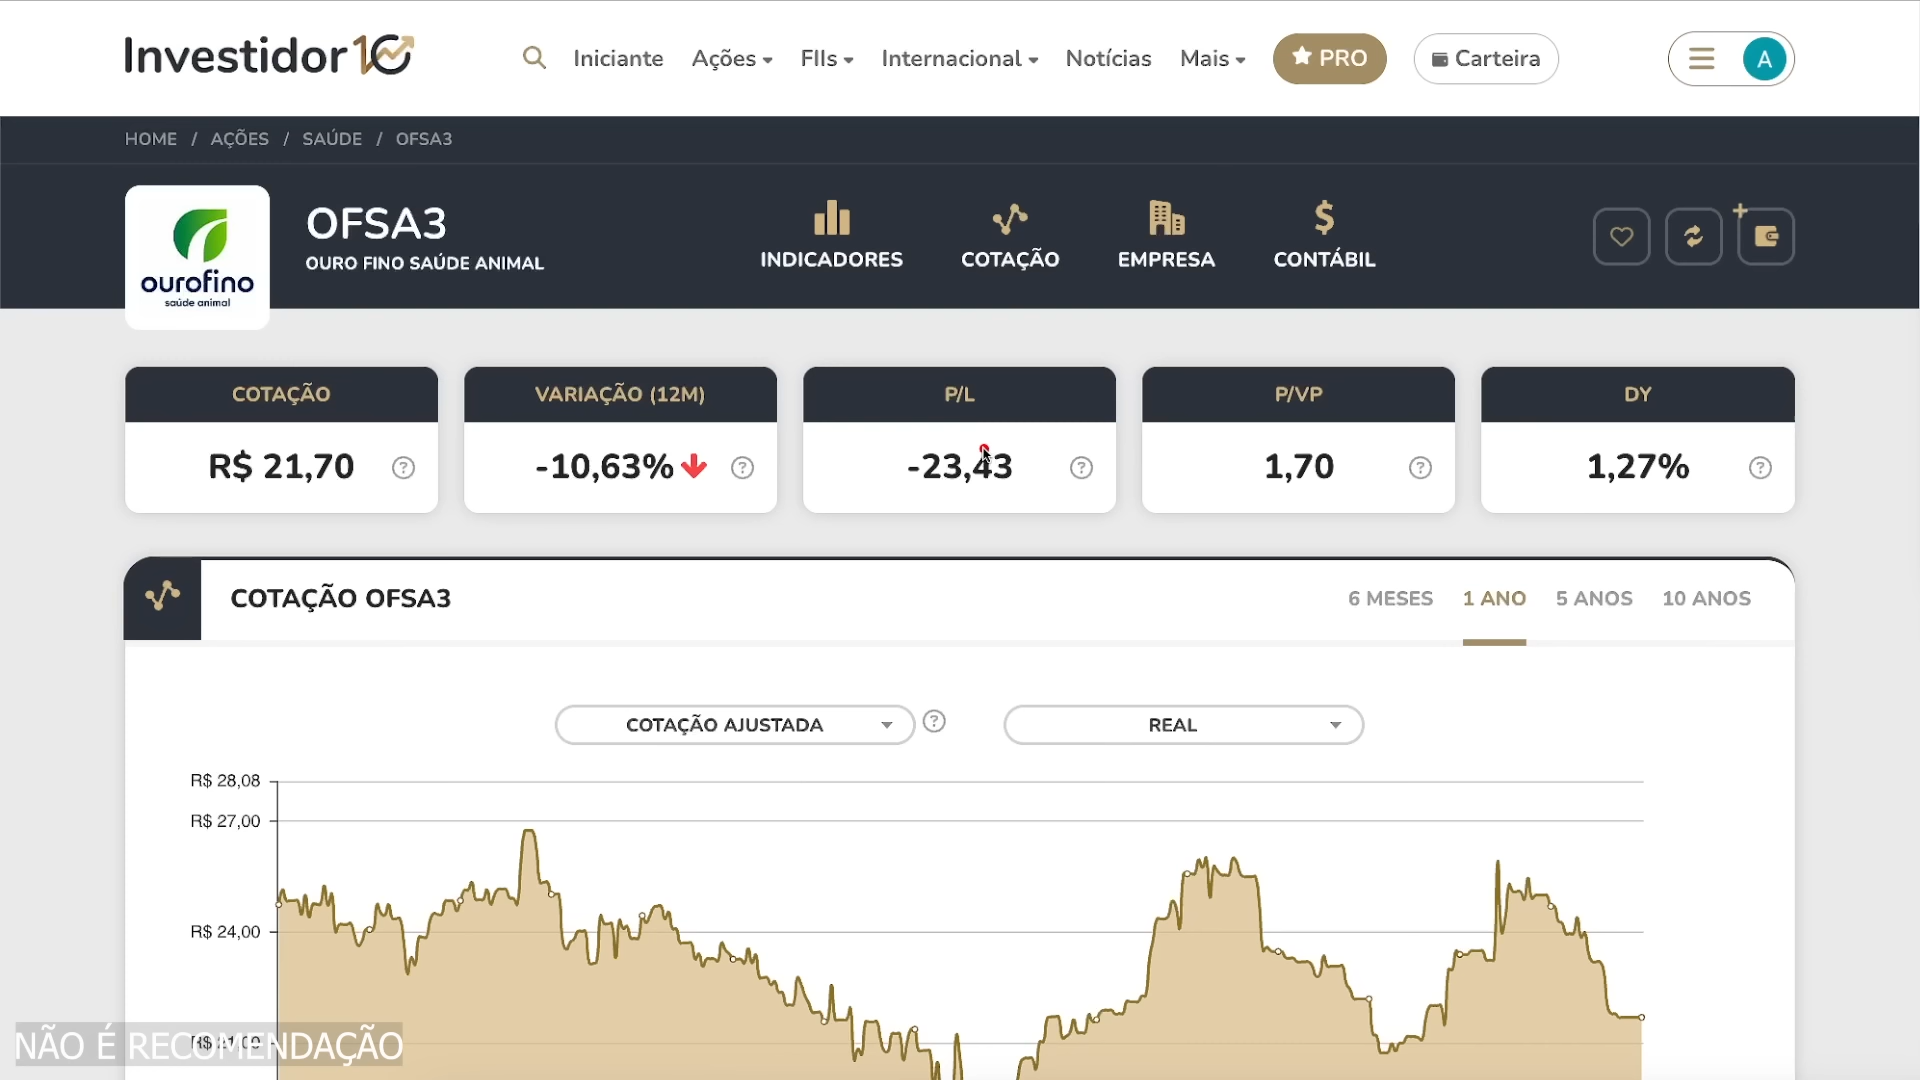 Investidor10
Iniciante
Ações
FIIs
Internacional
Notícias
Mais
PRO
Carteira
A
HOME / AÇÕES / SAÚDE / OFSA3
ourofino
saúde animal
OFSA3
OURO FINO SAÚDE ANIMAL
INDICADORES
COTAÇÃO
EMPRESA
CONTÁBIL
COTAÇÃO
R$ 21,70
VARIAÇÃO (12M)
-10,63%
P/L
-23,43
P/VP
1,70
DY
1,27%
COTAÇÃO OFSA3
6 MESES
1 ANO
5 ANOS
10 ANOS
COTAÇÃO AJUSTADA
REAL
R$ 28,08
R$ 27,00
R$ 24,00
R$ 21,00
NÃO É RECOMENDAÇÃO